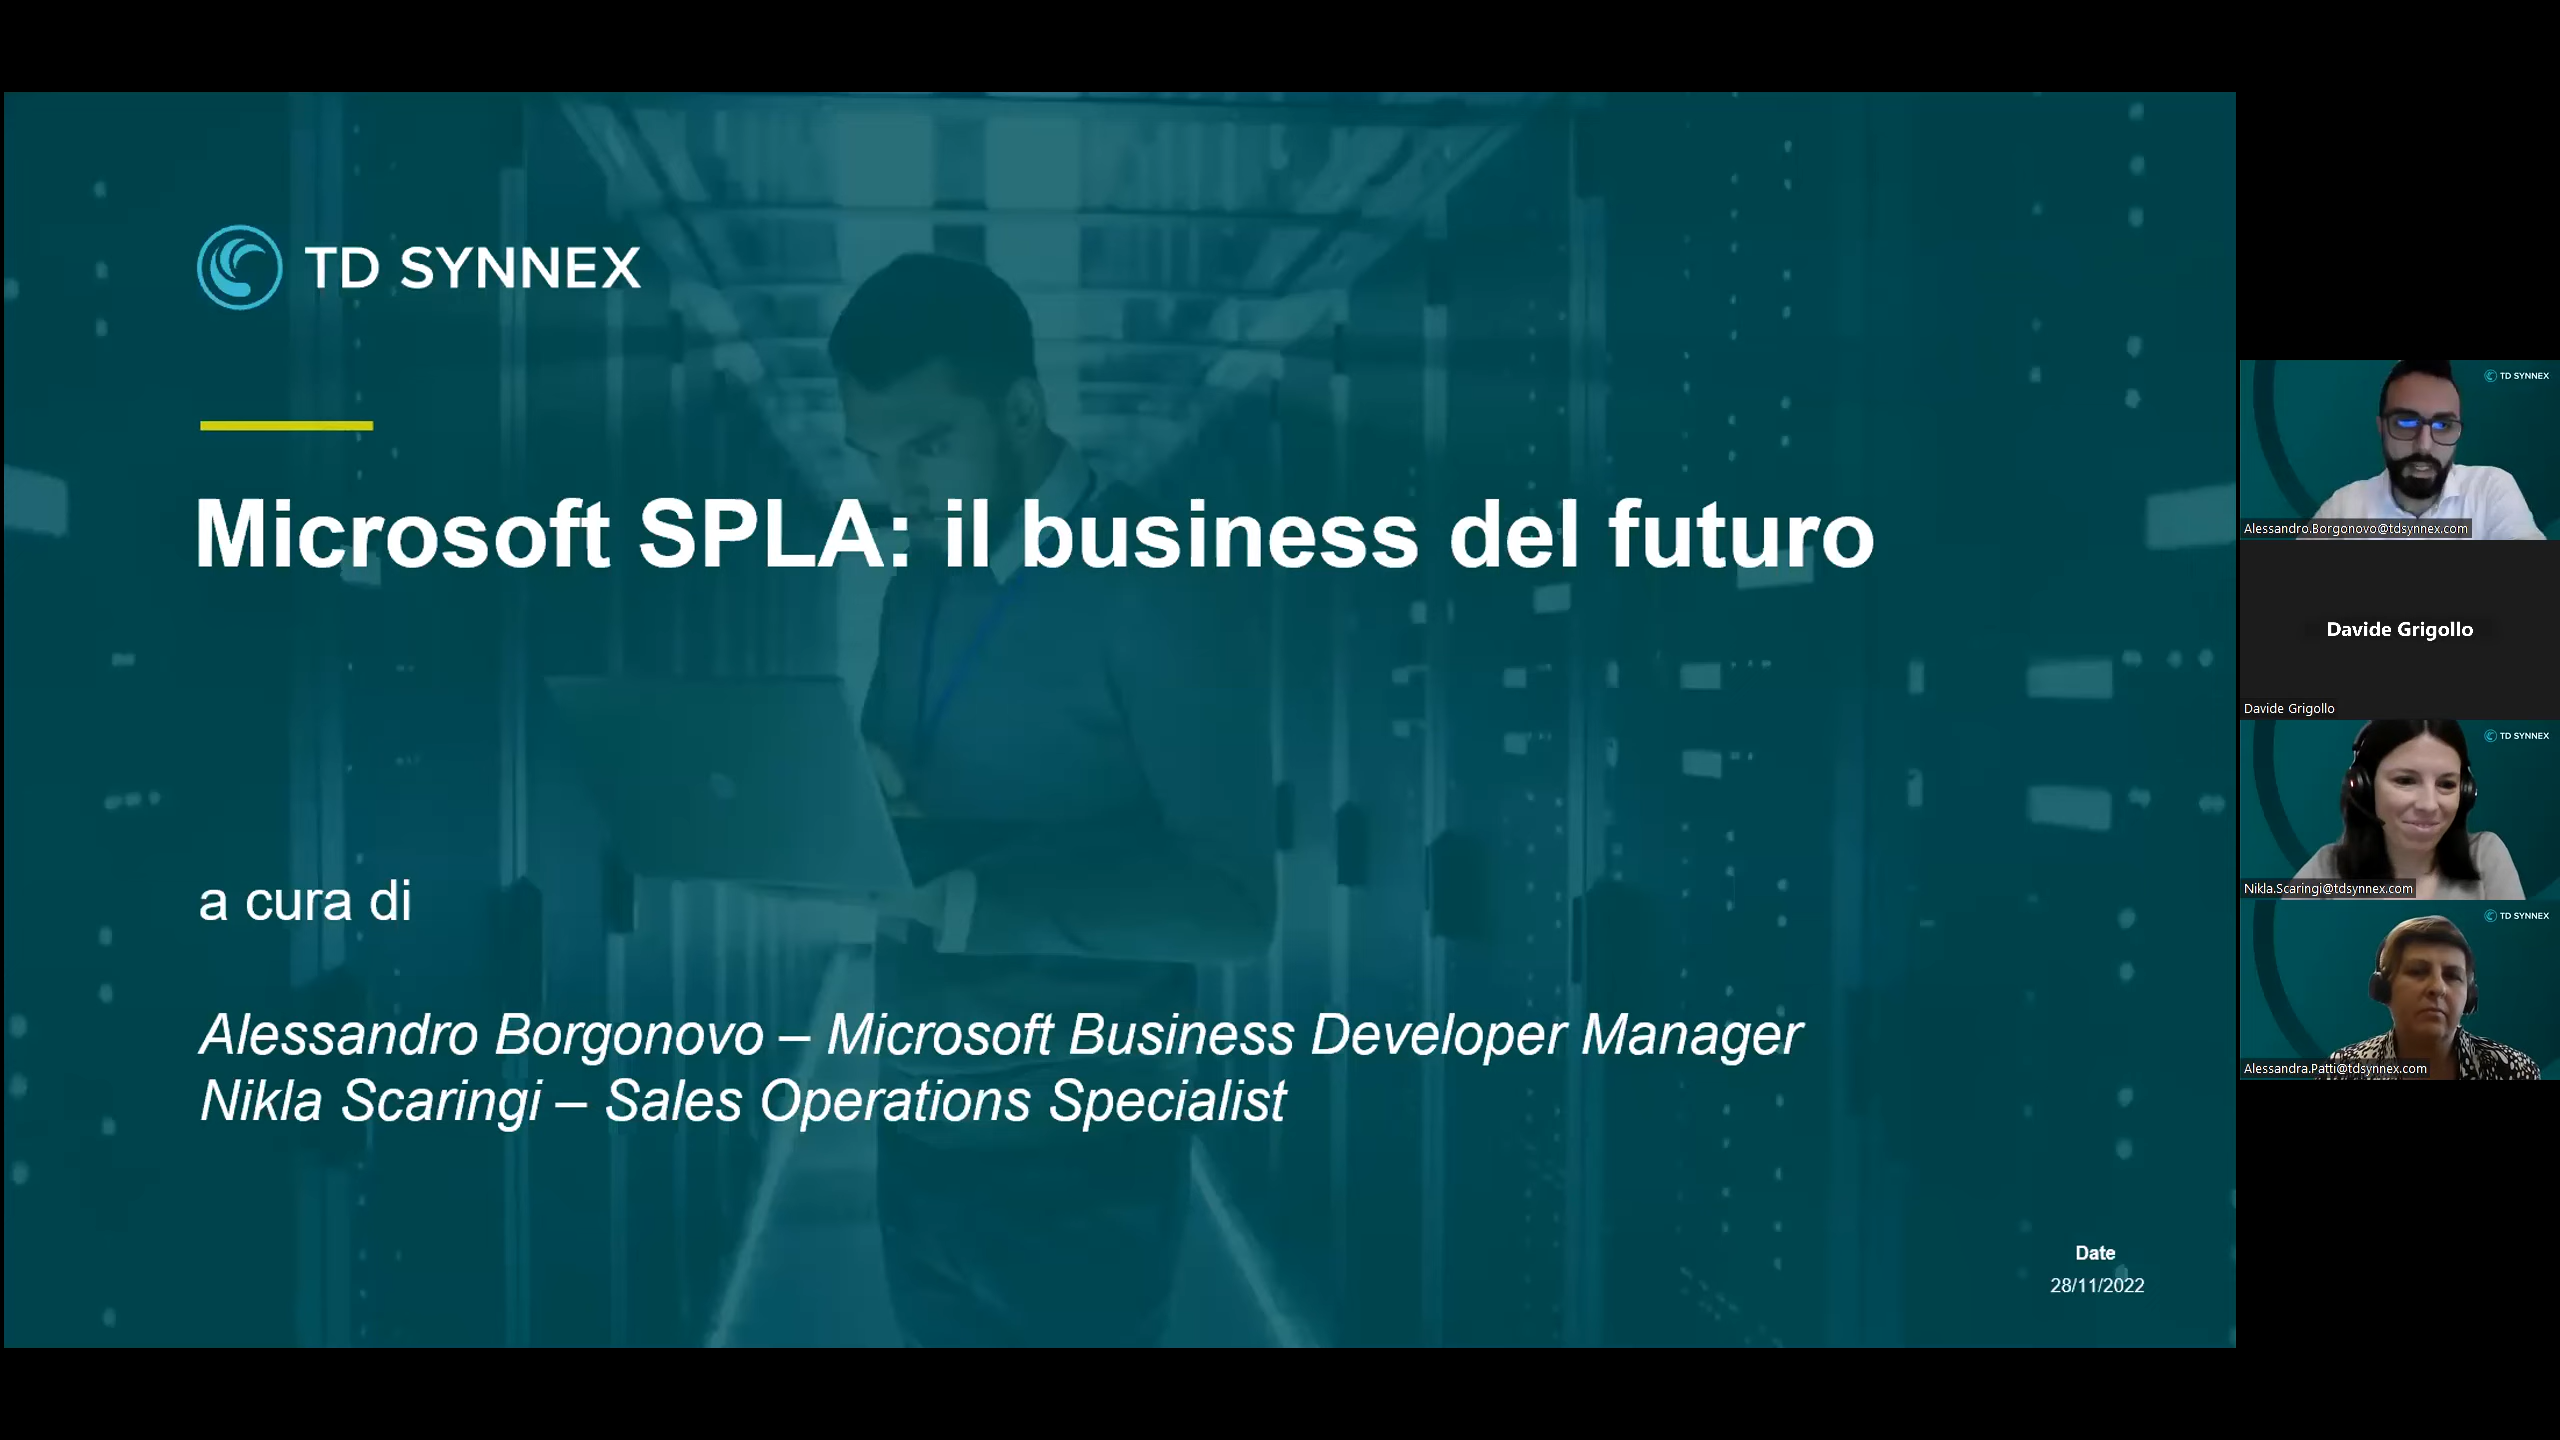 TD SYNNEX
Microsoft SPLA: il business del futuro
a cura di
Alessandro Borgonovo – Microsoft Business Developer Manager
Nikla Scaringi – Sales Operations Specialist
Date
28/11/2022
TD SYNNEX
Alessandro.Borgonovo@tdsynnex.com
Davide Grigollo
Davide Grigollo
TD SYNNEX
Nikla.Scaringi@tdsynnex.com
TD SYNNEX
Alessandra.Patti@tdsynnex.com